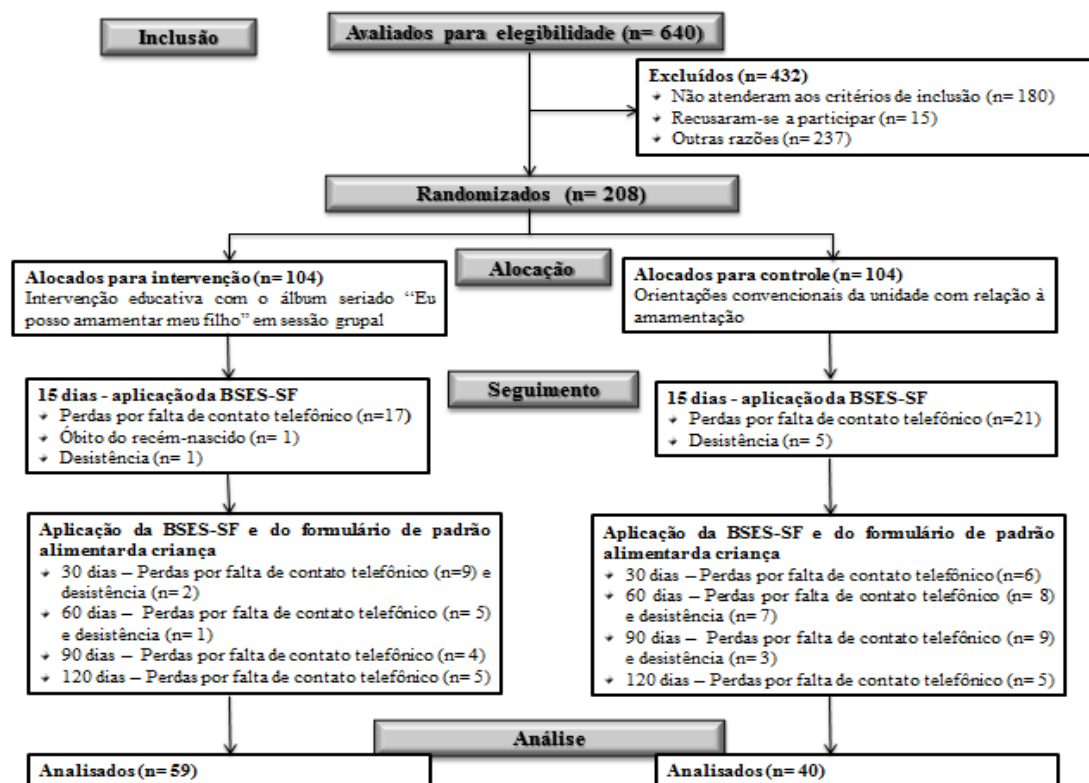 Inclusão
Avaliados para elegibilidade (n= 640)
Excluídos (n= 432)
Não atenderam aos critérios de inclusão (n= 180)
Recusaram-se a participar (n= 15)
Outras razões (n= 237)
Randomizados (n= 208)
Alocação
Alocados para intervenção (n= 104)
Intervenção educativa com o álbum seriado “Eu
posso amamentar meu filho” em sessão grupal
Alocados para controle (n= 104)
Orientações convencionais da unidade com relação à
amamentação
Seguimento
15 dias - aplicação da BSES-SF
Perdas por falta de contato telefônico (n=17)
Óbito do recém-nascido (n= 1)
Desistência (n= 1)
15 dias - aplicação da BSES-SF
Perdas por falta de contato telefônico (n=21)
Desistência (n= 5)
Aplicação da BSES-SF e do formulário de padrão
alimentar da criança
30 dias – Perdas por falta de contato telefônico (n=9) e
desistência (n= 2)
60 dias – Perdas por falta de contato telefônico (n= 5)
e desistência (n= 1)
90 dias – Perdas por falta de contato telefônico (n= 4)
120 dias – Perdas por falta de contato telefônico (n= 5)
Aplicação da BSES-SF e do formulário de padrão
alimentar da criança
30 dias – Perdas por falta de contato telefônico (n=6)
60 dias – Perdas por falta de contato telefônico (n= 8)
e desistência (n= 7)
90 dias – Perdas por falta de contato telefônico (n= 9)
e desistência (n= 3)
120 dias – Perdas por falta de contato telefônico (n= 5)
Análise
Analisados (n= 59)
Analisados (n= 40)